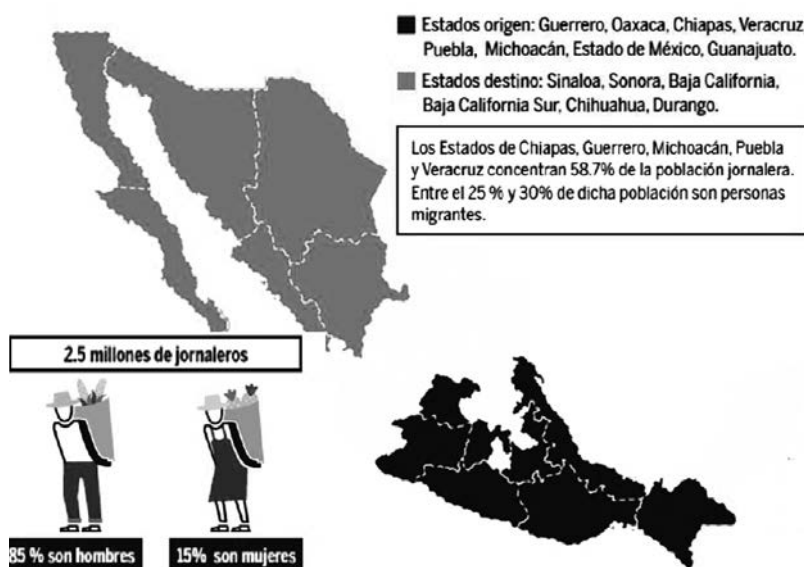 Estados origen: Guerrero, Oaxaca, Chiapas, Veracruz
Puebla, Michoacán, Estado de México, Guanajuato.
Estados destino: Sinaloa, Sonora, Baja California,
Baja California Sur, Chihuahua, Durango.
Los Estados de Chiapas, Guerrero, Michoacán, Puebla
y Veracruz concentran 58.7% de la población jornalera.
Entre el 25 % y 30% de dicha población son personas
migrantes.
2.5 millones de jornaleros
85 % son hombres
15% son mujeres